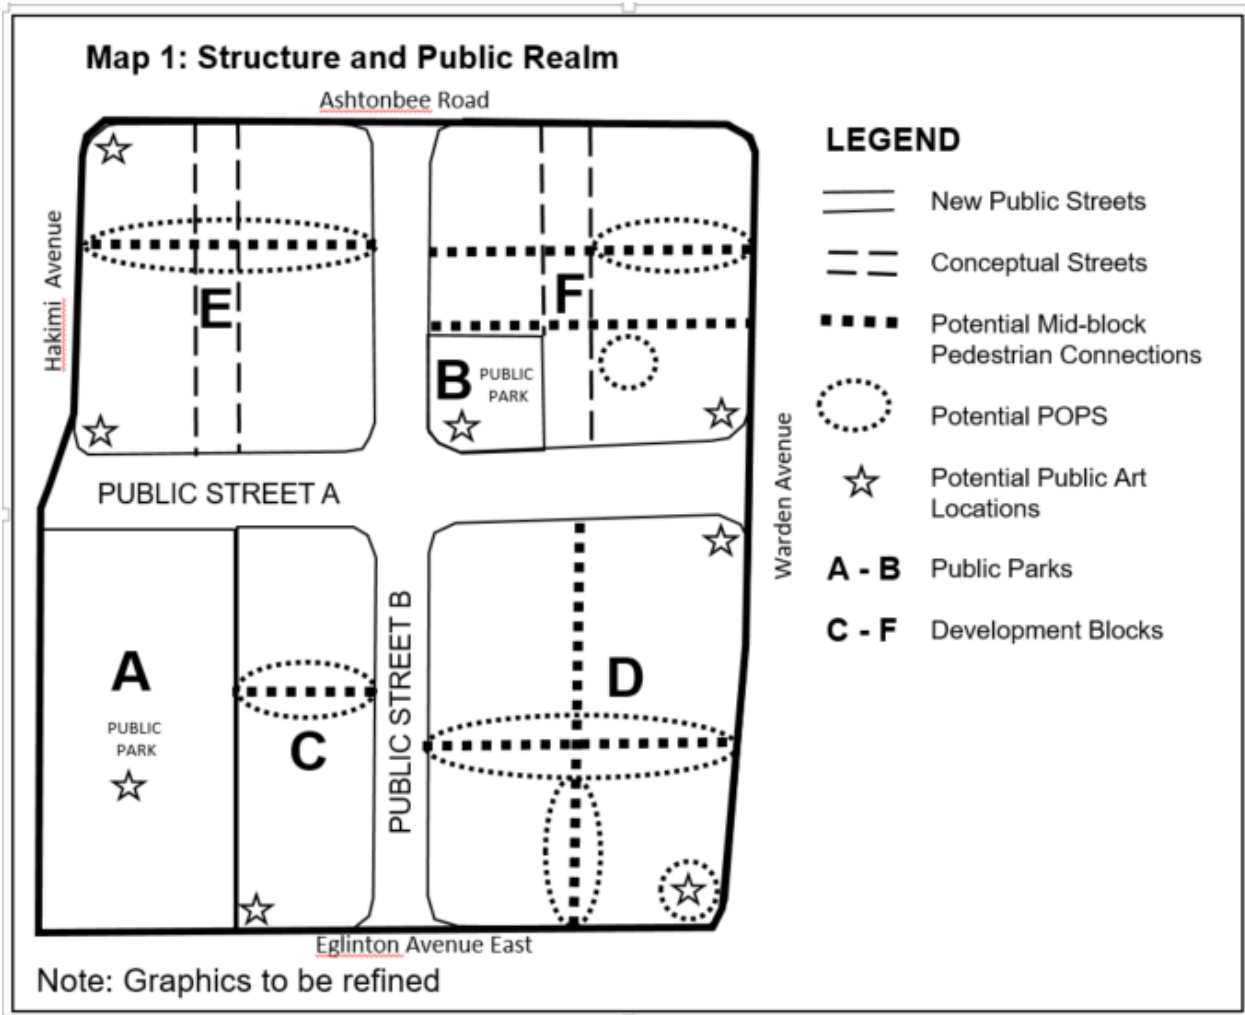 Map 1: Structure and Public Realm
Ashtonbee Road
LEGEND
New Public Streets
Hakimi Avenue
Conceptual Streets
E
F
Potential Mid-block
Pedestrian Connections
B
PUBLIC
PARK
Potential POPS
Warden Avenue
PUBLIC STREET A
Potential Public Art
Locations
A - B Public Parks
C - F Development Blocks
A
PUBLIC
PARK
C
PUBLIC STREET B
D
Eglinton Avenue East
Note: Graphics to be refined